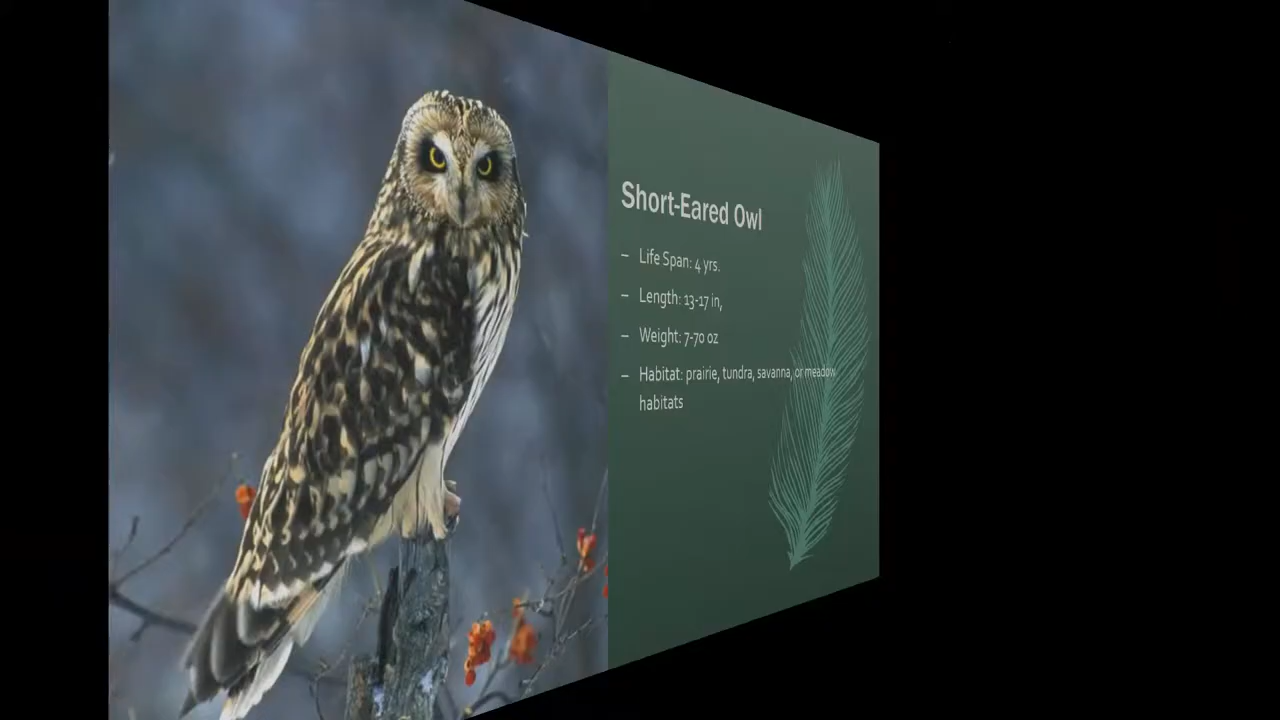 Short-Eared Owl
– Life Span: 4 yrs.
– Length: 13-17 in,
– Weight: 7-70 oz
– Habitat: prairie, tundra, savanna, or meadow
habitats